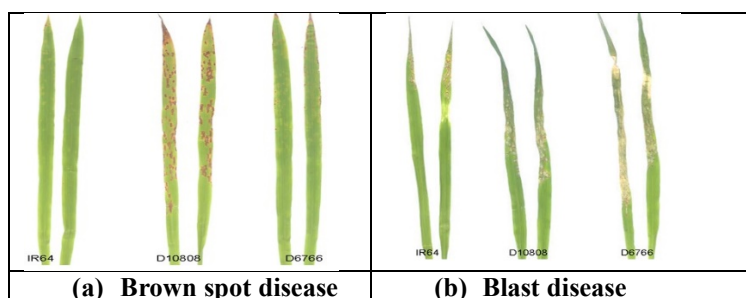 IR64 D10808 D6766
IR64 D10808 D6766
(a) Brown spot disease
(b) Blast disease